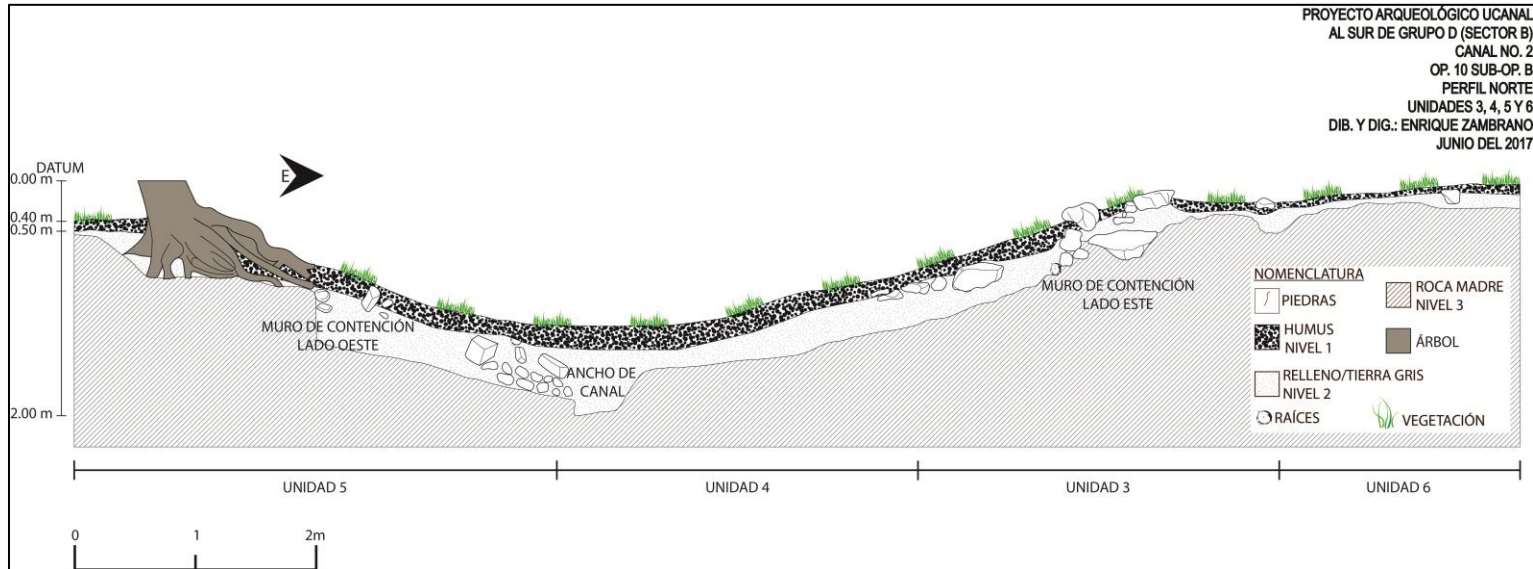 PROYECTO ARQUEOLÓGICO UCANAL
AL SUR DE GRUPO D (SECTOR B)
CANAL NO. 2
OP. 10 SUB-OP. B
PERFIL NORTE
UNIDADES 3, 4, 5 Y 6
DIB. Y DIG.: ENRIQUE ZAMBRANO
JUNIO DEL 2017
DATUM
0.00 m
0.40 m
0.50 m
2.00 m
E
MURO DE CONTENCIÓN
LADO OESTE
ANCHO DE
CANAL
MURO DE CONTENCIÓN
LADO ESTE
NOMENCLATURA
PIEDRAS
HUMUS
NIVEL 1
RELLENO/TIERRA GRIS
NIVEL 2
RAÍCES
ROCA MADRE
NIVEL 3
ÁRBOL
VEGETACIÓN
UNIDAD 5
UNIDAD 4
UNIDAD 3
UNIDAD 6
0 1 2m